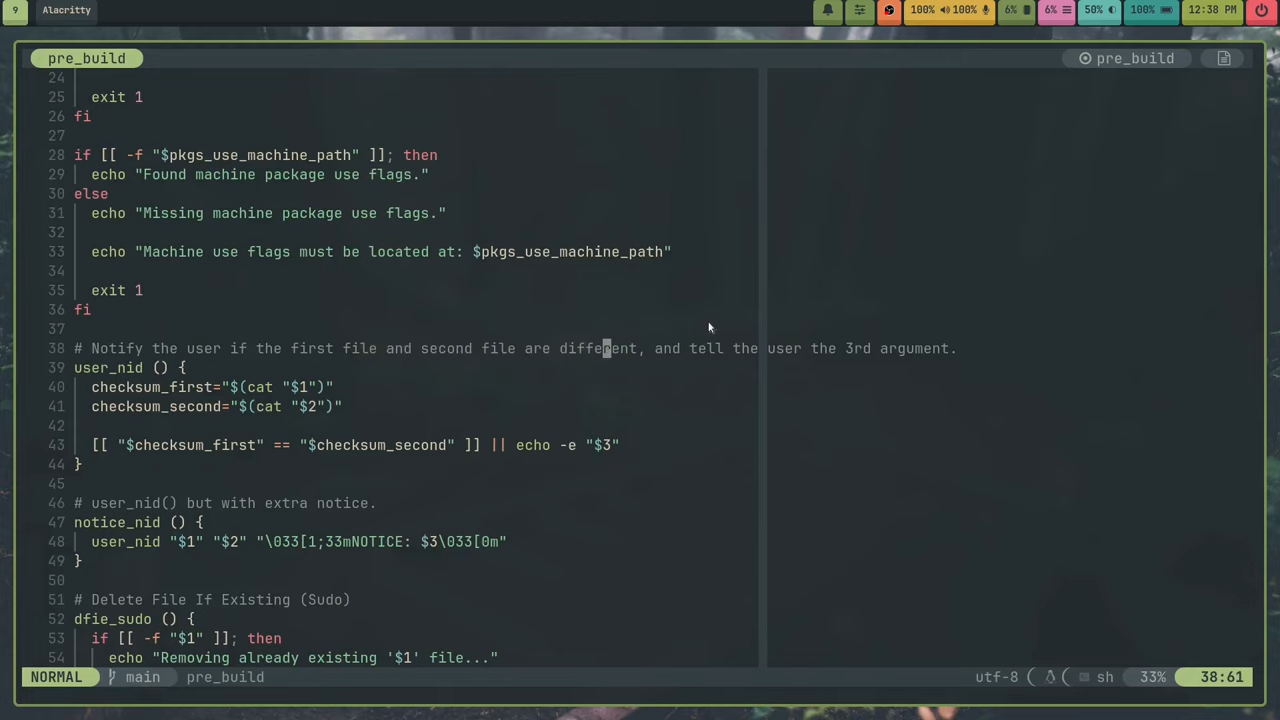 9 Alacritty 100% 100% 6% 6% 50% 100% 12:38 PM
pre_build pre_build
24
25 exit 1
26 fi
27
28 if [[ -f "$pkgs_use_machine_path" ]]; then
29 echo "Found machine package use flags."
30 else
31 echo "Missing machine package use flags."
32
33 echo "Machine use flags must be located at: $pkgs_use_machine_path"
34
35 exit 1
36 fi
37
38 # Notify the user if the first file and second file are different, and tell the user the 3rd argument.
39 user_nid () {
40 checksum_first="$(cat "$1")"
41 checksum_second="$(cat "$2")"
42
43 [[ "$checksum_first" == "$checksum_second" ]] || echo -e "$3"
44 }
45
46 # user_nid() but with extra notice.
47 notice_nid () {
48 user_nid "$1" "$2" "\033[1;33mNOTICE: $3\033[0m"
49 }
50
51 # Delete File If Existing (Sudo)
52 dfie_sudo () {
53 if [[ -f "$1" ]]; then
54 echo "Removing already existing '$1' file..."
NORMAL main pre_build utf-8 sh 33% 38:61